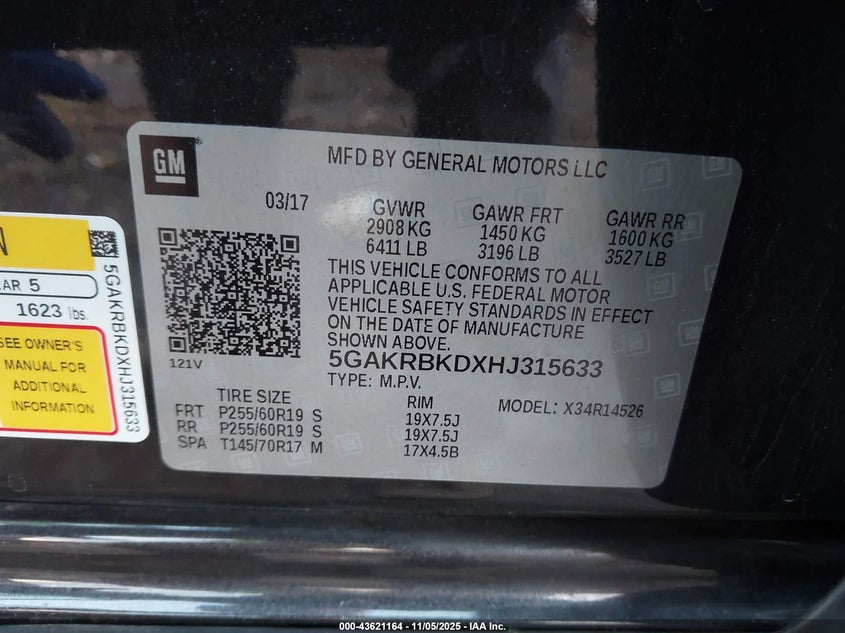 GM
MFD BY GENERAL MOTORS LLC
03/17
GVWR GAWR FRT GAWR RR
2908 KG 1450 KG 1600 KG
6411 LB 3196 LB 3527 LB
THIS VEHICLE CONFORMS TO ALL
APPLICABLE U.S. FEDERAL MOTOR
VEHICLE SAFETY STANDARDS IN EFFECT
ON THE DATE OF MANUFACTURE
SHOWN ABOVE.
121V
5GAKRBKDXHJ315633
TYPE: M.P.V.
TIRE SIZE RIM MODEL: X34R14526
FRT P255/60R19 S 19X7.5J
RR P255/60R19 S 19X7.5J
SPA T145/70R17 M 17X4.5B
N
AR 5
1623 lbs.
SEE OWNER'S
MANUAL FOR
ADDITIONAL
INFORMATION
5GAKRBKDXHJ315633
000-43621164 - 11/05/2025 - IAA Inc.